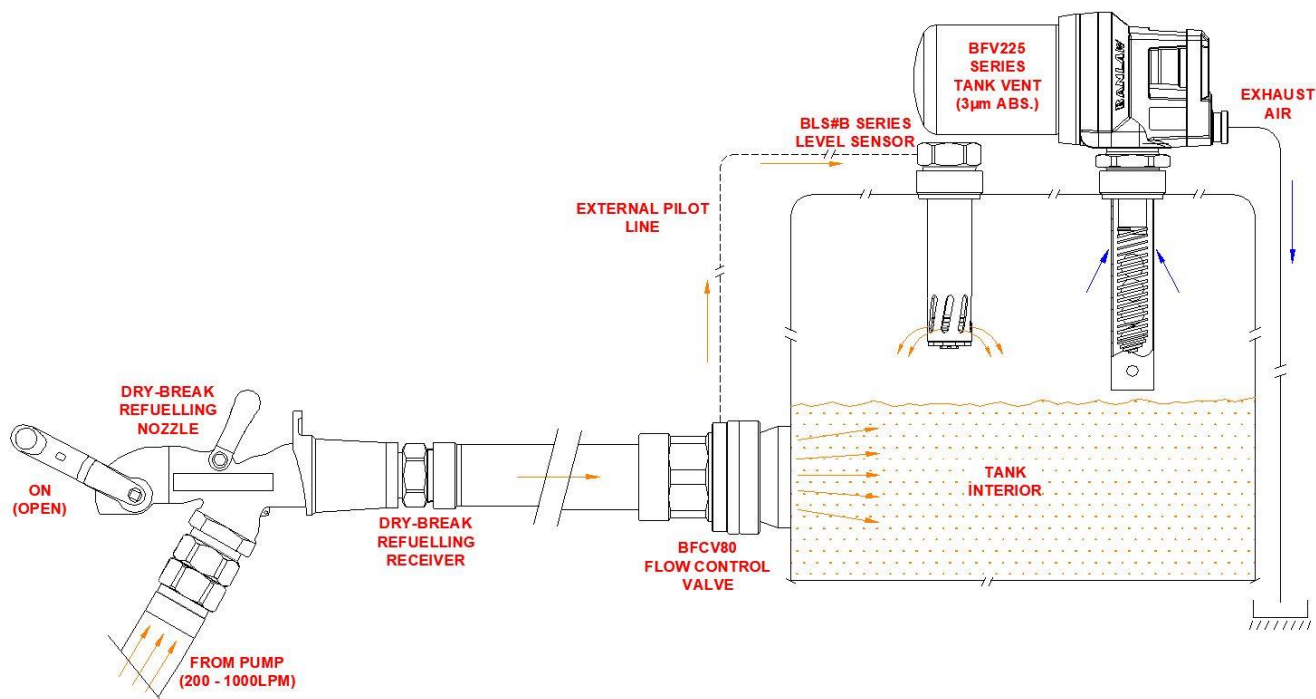 BFV225
SERIES
TANK VENT
(3µm ABS.)
BANLAW
EXHAUST
AIR
BLS#B SERIES
LEVEL SENSOR
EXTERNAL PILOT
LINE
DRY-BREAK
REFUELLING
NOZZLE
ON
(OPEN)
TANK
INTERIOR
DRY-BREAK
REFUELLING
RECEIVER
BFCV80
FLOW CONTROL
VALVE
FROM PUMP
(200 - 1000LPM)